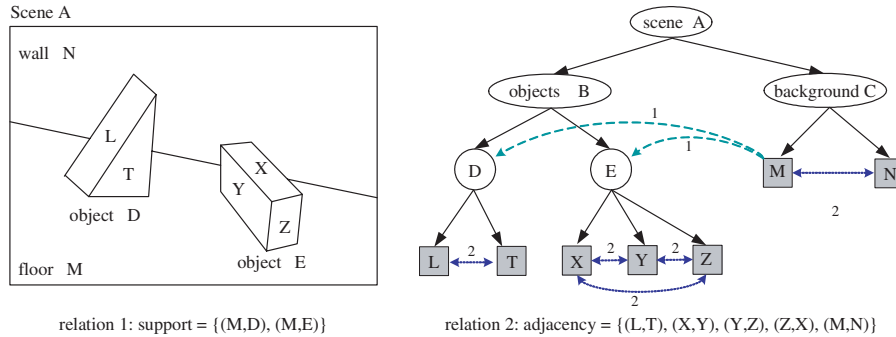 Scene A
wall N
L
T
object D
X
Y
Z
object E
floor M
relation 1: support = {(M,D), (M,E)}
scene A
objects B
background C
1
1
D
E
M
2
N
2
L
2
T
X
2
Y
2
Z
2
relation 2: adjacency = {(L,T), (X,Y), (Y,Z), (Z,X), (M,N)}